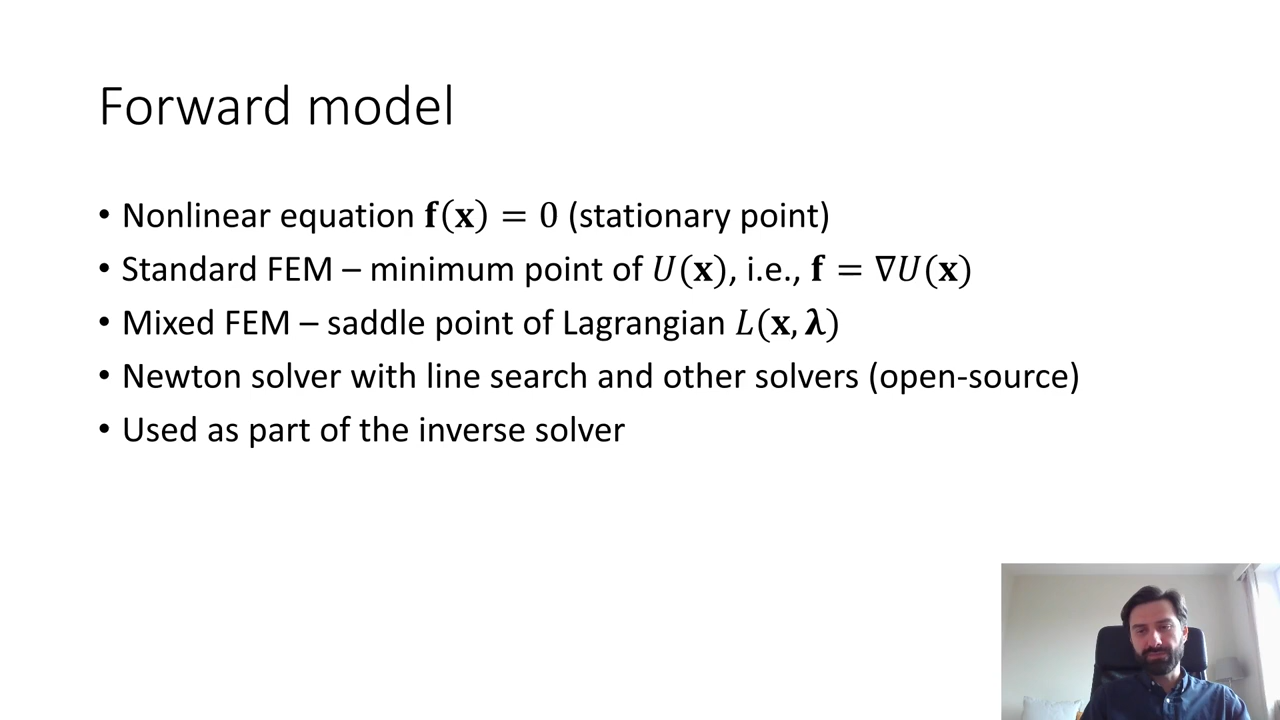 Forward model
• Nonlinear equation 𝐟(𝐱) = 0 (stationary point)
• Standard FEM – minimum point of 𝑈(𝐱), i.e., 𝐟 = ∇𝑈(𝐱)
• Mixed FEM – saddle point of Lagrangian 𝐿(𝐱, 𝛌)
• Newton solver with line search and other solvers (open-source)
• Used as part of the inverse solver